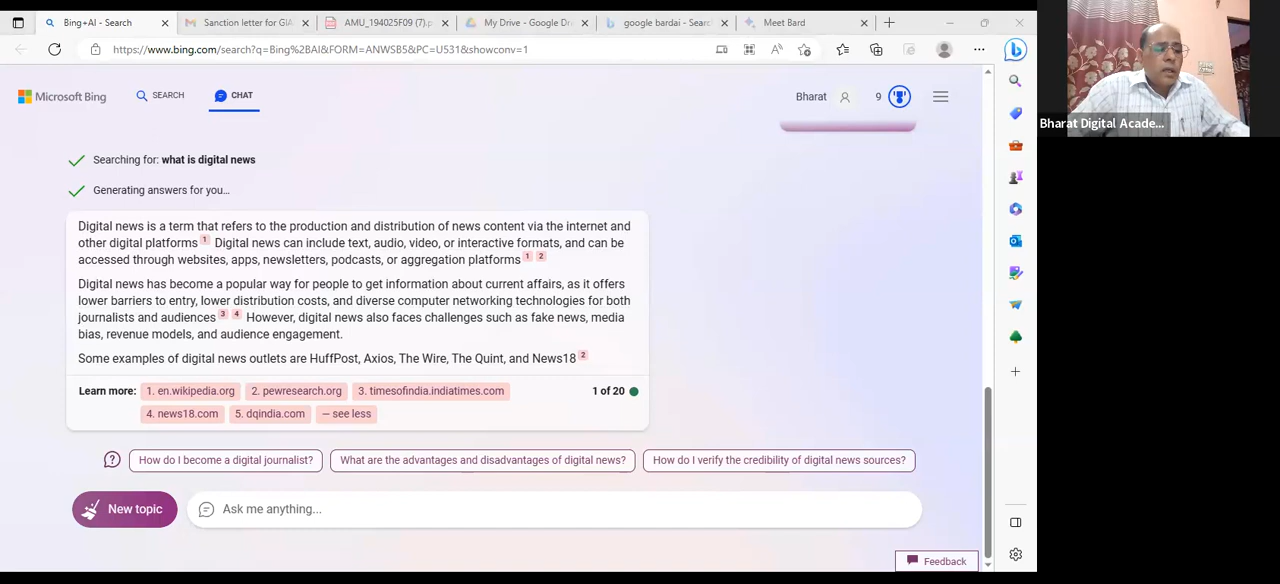 Bing+AI - Search
Sanction letter for GIA
AMU_194025F09 (7).p
My Drive - Google Dri
google bardai - Searc
Meet Bard
https://www.bing.com/search?q=Bing%2BAI&FORM=ANWSB5&PC=U531&showconv=1
Microsoft Bing
SEARCH
CHAT
Bharat
9
Bharat Digital Acade...
Searching for: what is digital news
Generating answers for you...
Digital news is a term that refers to the production and distribution of news content via the internet and
other digital platforms 1 Digital news can include text, audio, video, or interactive formats, and can be
accessed through websites, apps, newsletters, podcasts, or aggregation platforms 1 2
Digital news has become a popular way for people to get information about current affairs, as it offers
lower barriers to entry, lower distribution costs, and diverse computer networking technologies for both
journalists and audiences 3 4 However, digital news also faces challenges such as fake news, media
bias, revenue models, and audience engagement.
Some examples of digital news outlets are HuffPost, Axios, The Wire, The Quint, and News18 2
Learn more: 1. en.wikipedia.org 2. pewresearch.org 3. timesofindia.indiatimes.com 1 of 20
4. news18.com 5. dqindia.com — see less
How do I become a digital journalist? What are the advantages and disadvantages of digital news? How do I verify the credibility of digital news sources?
New topic
Ask me anything...
Feedback